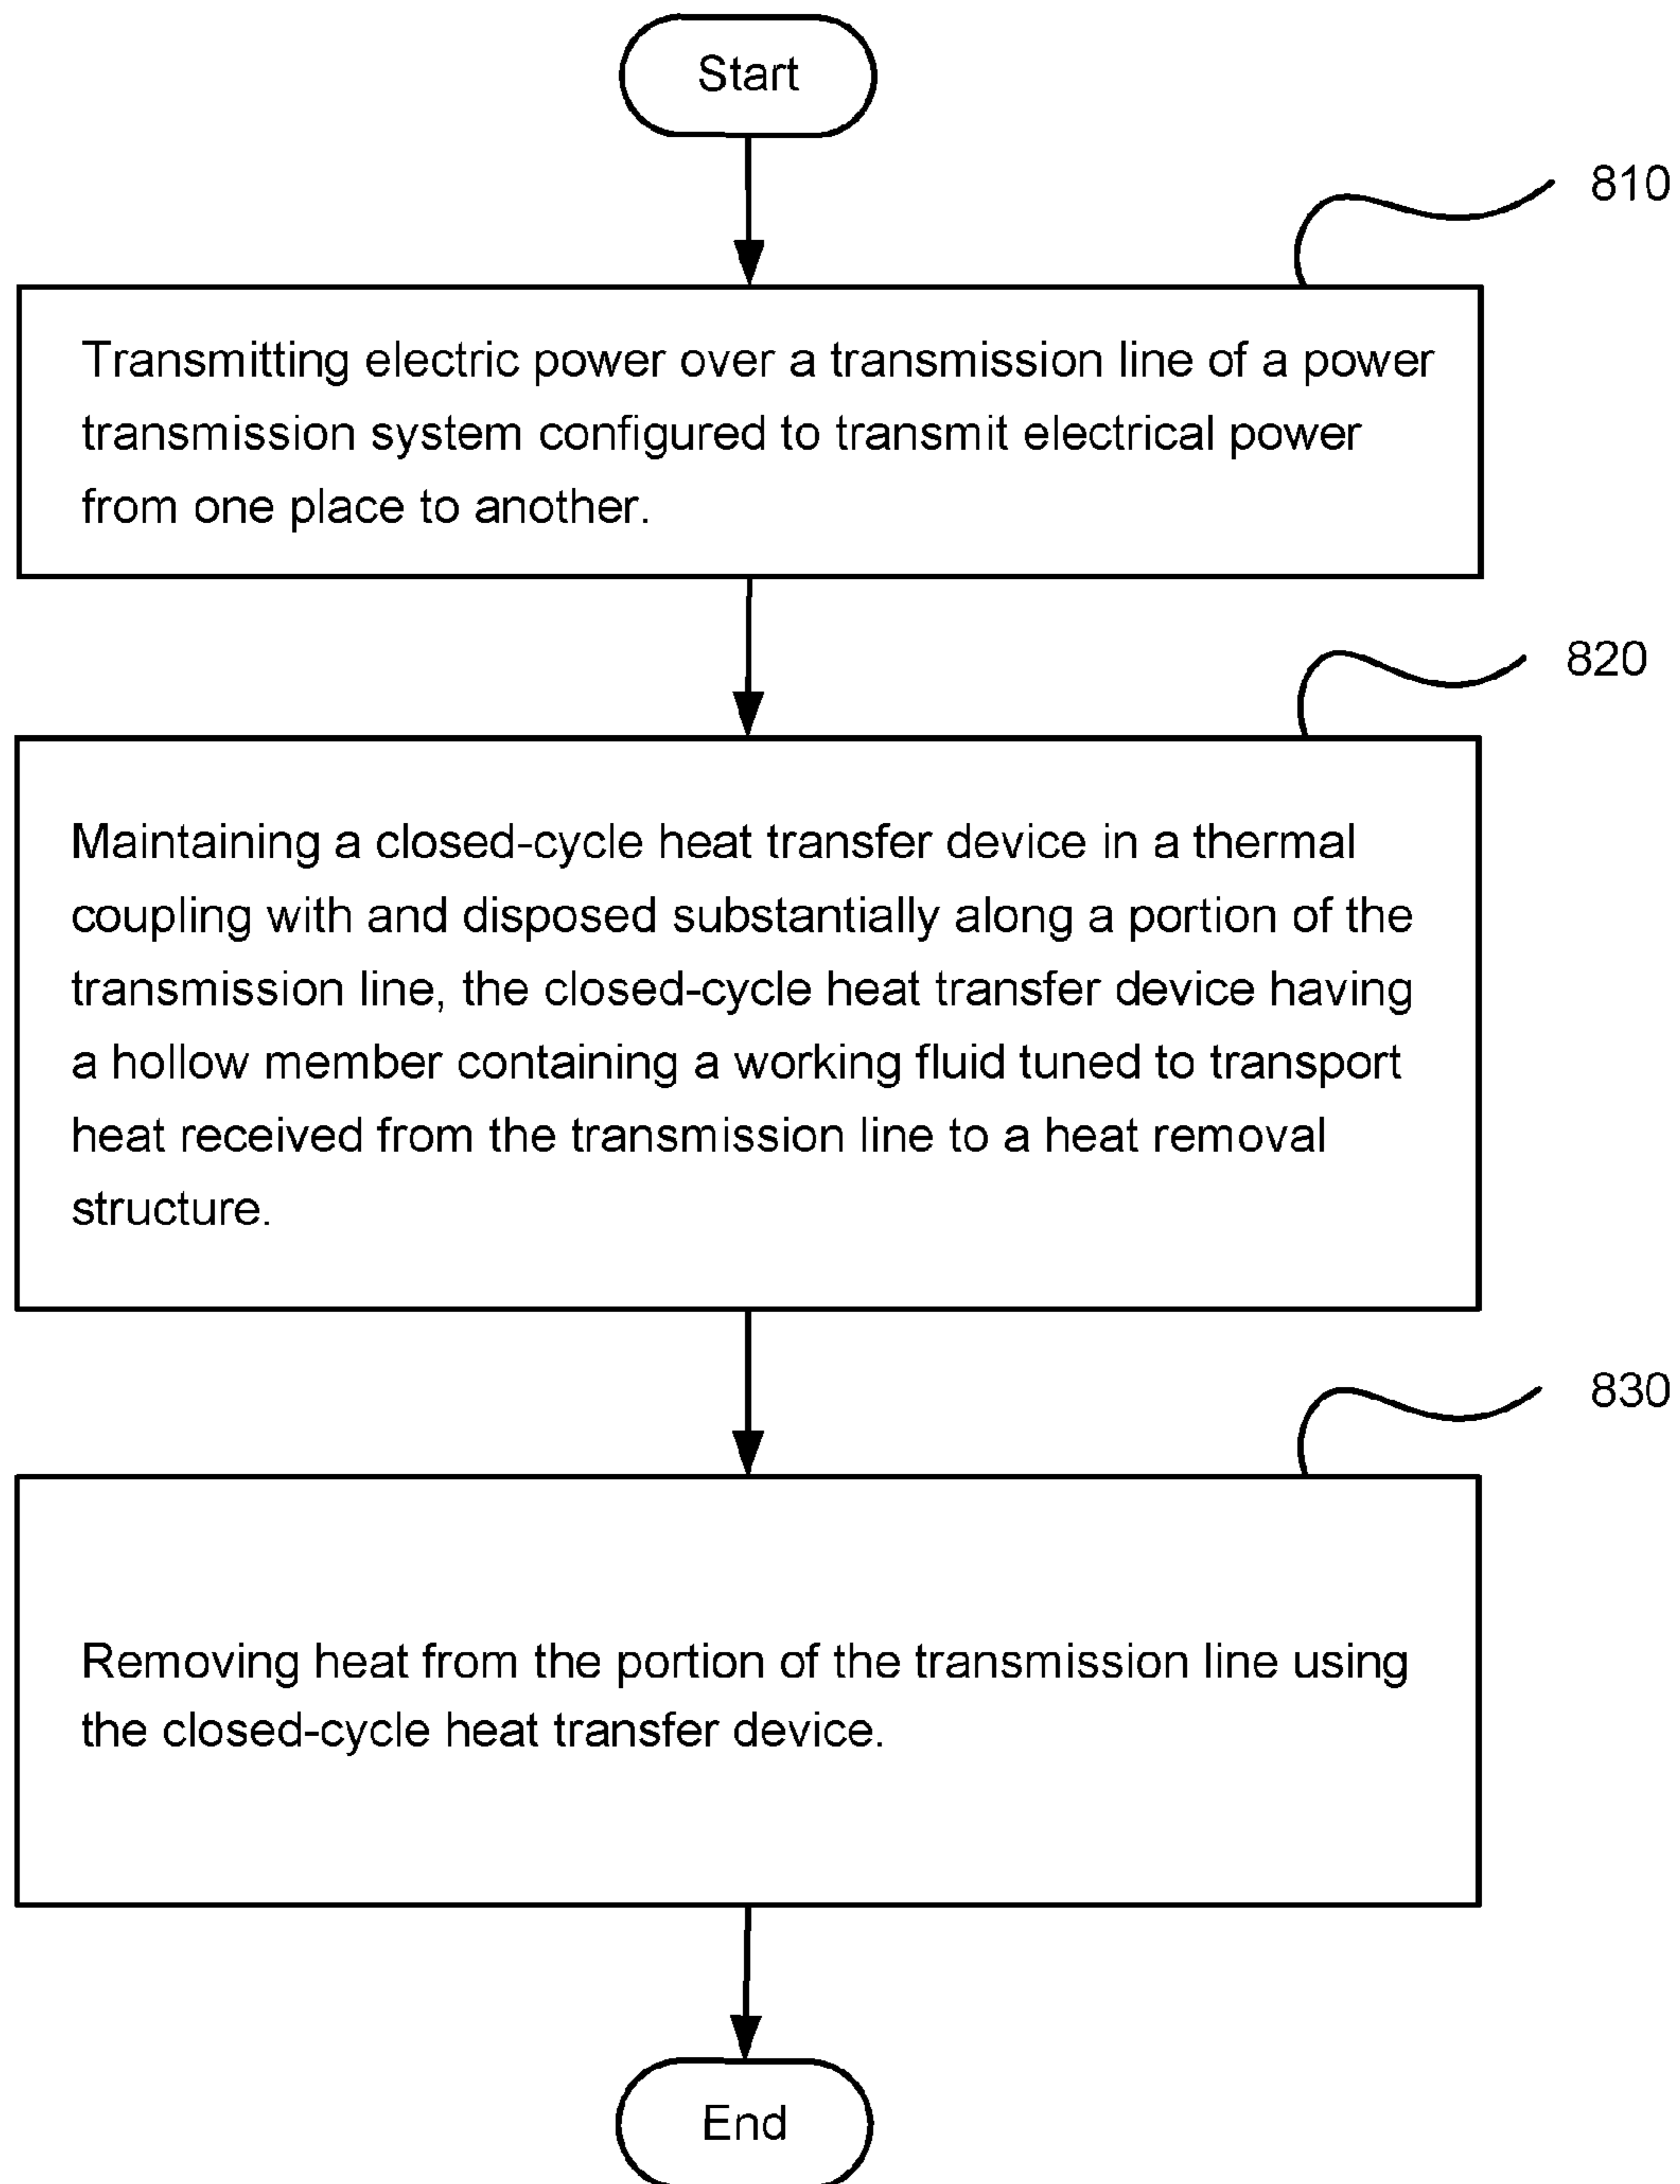 Start
810
Transmitting electric power over a transmission line of a power
transmission system configured to transmit electrical power
from one place to another.
820
Maintaining a closed-cycle heat transfer device in a thermal
coupling with and disposed substantially along a portion of the
transmission line, the closed-cycle heat transfer device having
a hollow member containing a working fluid tuned to transport
heat received from the transmission line to a heat removal
structure.
830
Removing heat from the portion of the transmission line using
the closed-cycle heat transfer device.
End